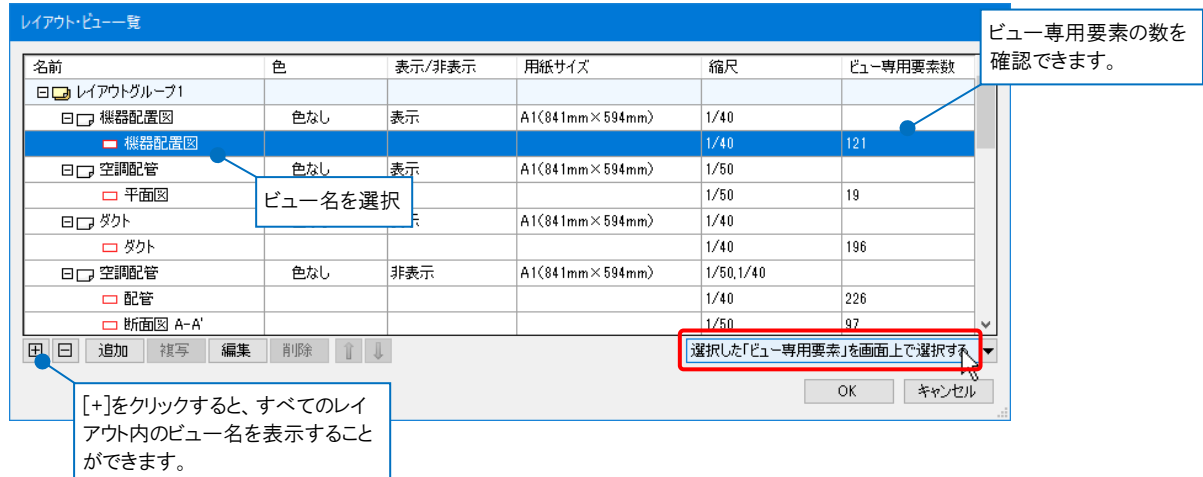 レイアウト・ビュー一覧
ビュー専用要素の数を
確認できます。
名前 色 表示/非表示 用紙サイズ 縮尺 ビュー専用要素数
レイアウトグループ1
機器配置図 色なし 表示 A1(841mm×594mm) 1/40
機器配置図 1/40 121
空調配管 色なし 表示 A1(841mm×594mm) 1/50
平面図 1/50 19
ビュー名を選択
ダクト A1(841mm×594mm) 1/40
ダクト 1/40 196
空調配管 色なし 非表示 A1(841mm×594mm) 1/50,1/40
配管 1/40 226
断面図 A-A' 1/50 97
追加 複写 編集 削除 選択した「ビュー専用要素」を画面上で選択する
OK キャンセル
[+]をクリックすると、すべてのレイ
アウト内のビュー名を表示すること
ができます。